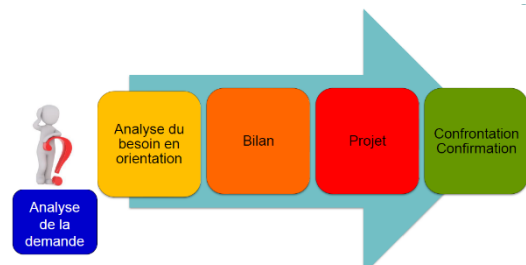 Analyse du
besoin en
orientation
Bilan
Projet
Confrontation
Confirmation
Analyse
de la
demande